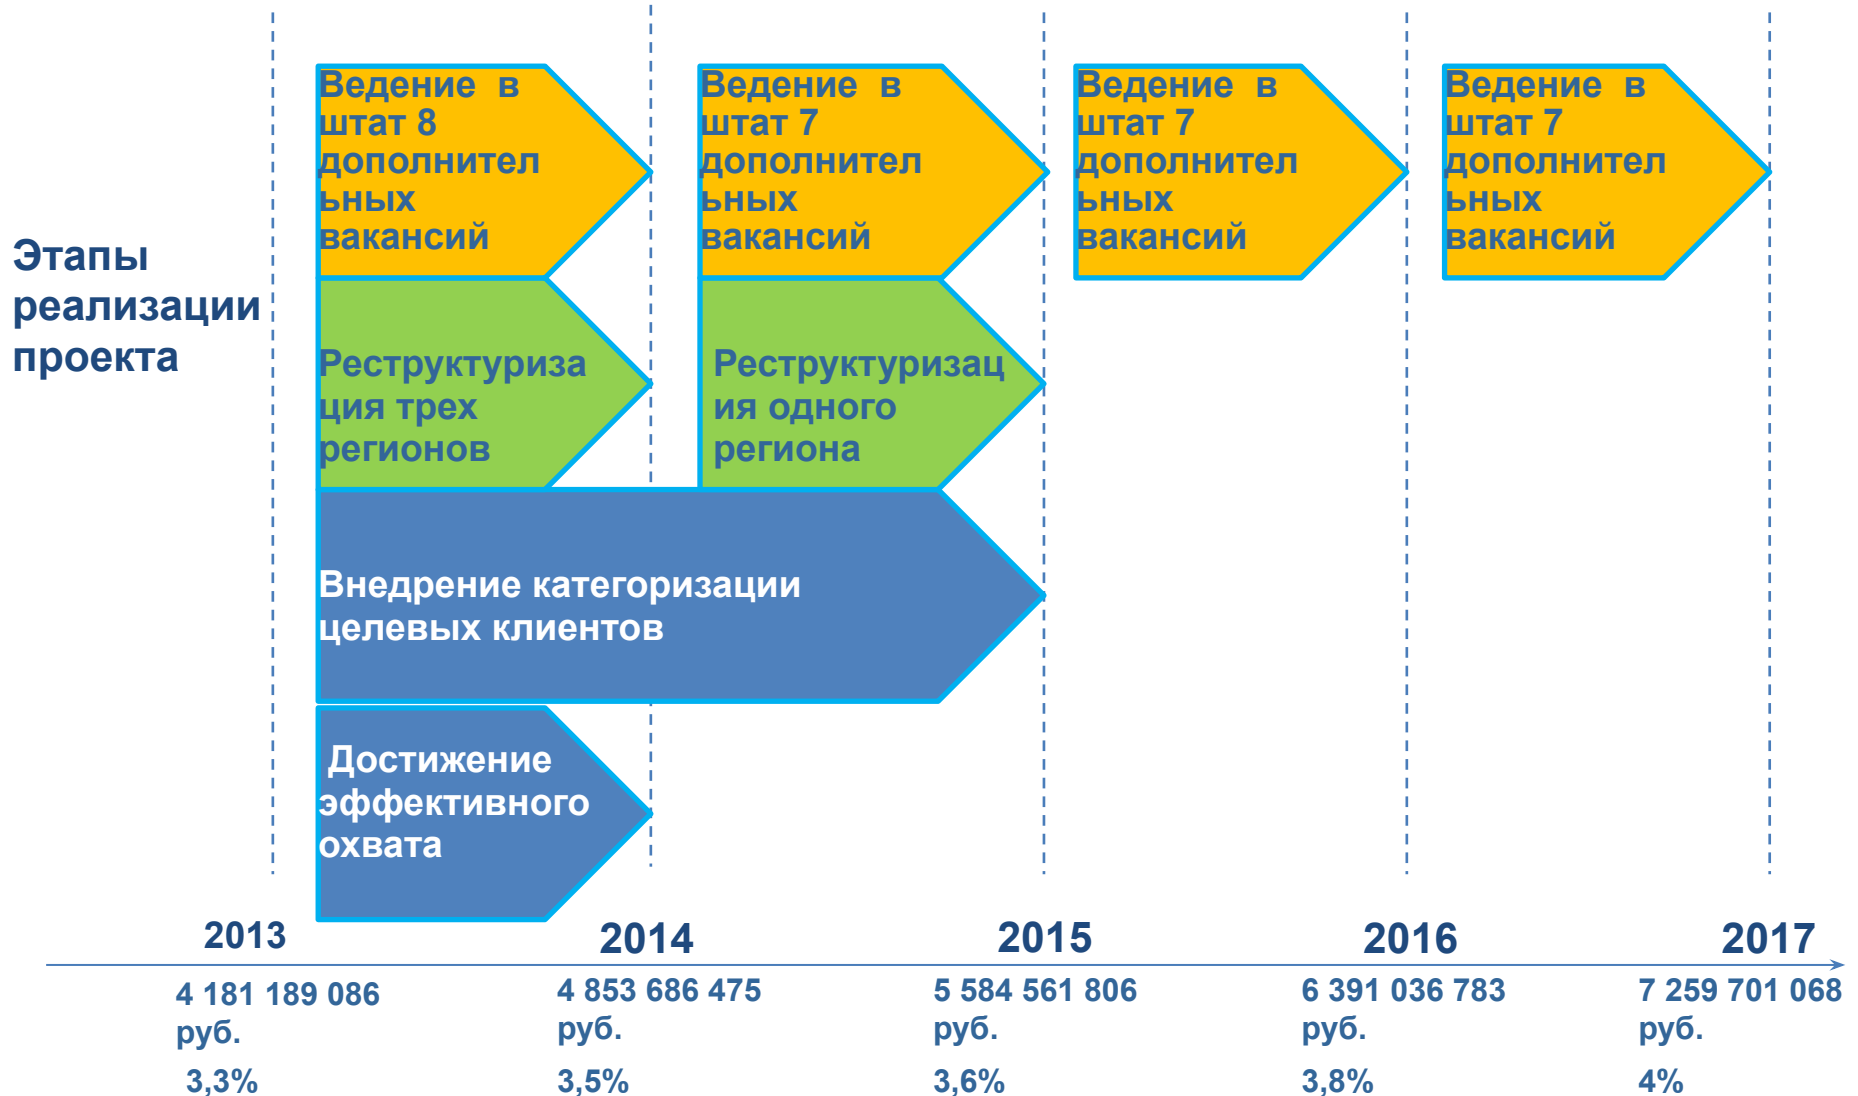 Этапы
реализации
проекта
Ведение в
штат 8
дополнител
ьных
вакансий
Ведение в
штат 7
дополнител
ьных
вакансий
Ведение в
штат 7
дополнител
ьных
вакансий
Ведение в
штат 7
дополнител
ьных
вакансий
Реструктуриза
ция трех
регионов
Реструктуризац
ия одного
региона
Внедрение категоризации
целевых клиентов
Достижение
эффективного
охвата
2013
2014
2015
2016
2017
4 181 189 086
руб.
3,3%
4 853 686 475
руб.
3,5%
5 584 561 806
руб.
3,6%
6 391 036 783
руб.
3,8%
7 259 701 068
руб.
4%